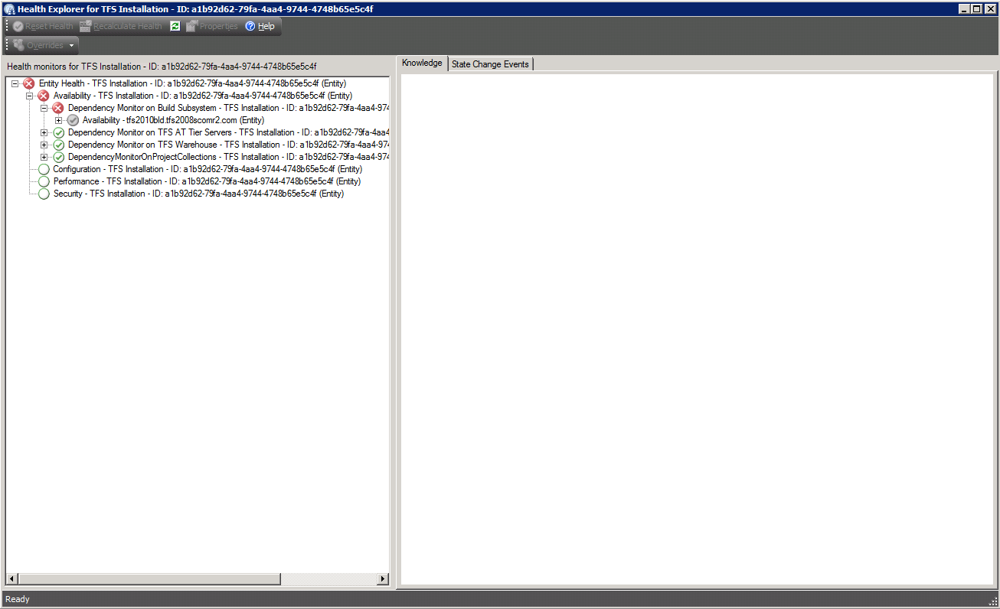 Health Explorer for TFS Installation - ID: a1b92d62-79fa-4aa4-9744-4748b65e5c4f
Reset Health Recalculate Health Properties Help
Overrides
Health monitors for TFS Installation - ID: a1b92d62-79fa-4aa4-9744-4748b65e5c4f
Knowledge State Change Events
Entity Health - TFS Installation - ID: a1b92d62-79fa-4aa4-9744-4748b65e5c4f (Entity)
Availability - TFS Installation - ID: a1b92d62-79fa-4aa4-9744-4748b65e5c4f (Entity)
Dependency Monitor on Build Subsystem - TFS Installation - ID: a1b92d62-79fa-4aa4-974
Availability - tfs2010bld.tfs2008scomr2.com (Entity)
Dependency Monitor on TFS AT Tier Servers - TFS Installation - ID: a1b92d62-79fa-4aa4
Dependency Monitor on TFS Warehouse - TFS Installation - ID: a1b92d62-79fa-4aa4-974
DependencyMonitorOnProjectCollections - TFS Installation - ID: a1b92d62-79fa-4aa4-974
Configuration - TFS Installation - ID: a1b92d62-79fa-4aa4-9744-4748b65e5c4f (Entity)
Performance - TFS Installation - ID: a1b92d62-79fa-4aa4-9744-4748b65e5c4f (Entity)
Security - TFS Installation - ID: a1b92d62-79fa-4aa4-9744-4748b65e5c4f (Entity)
Ready